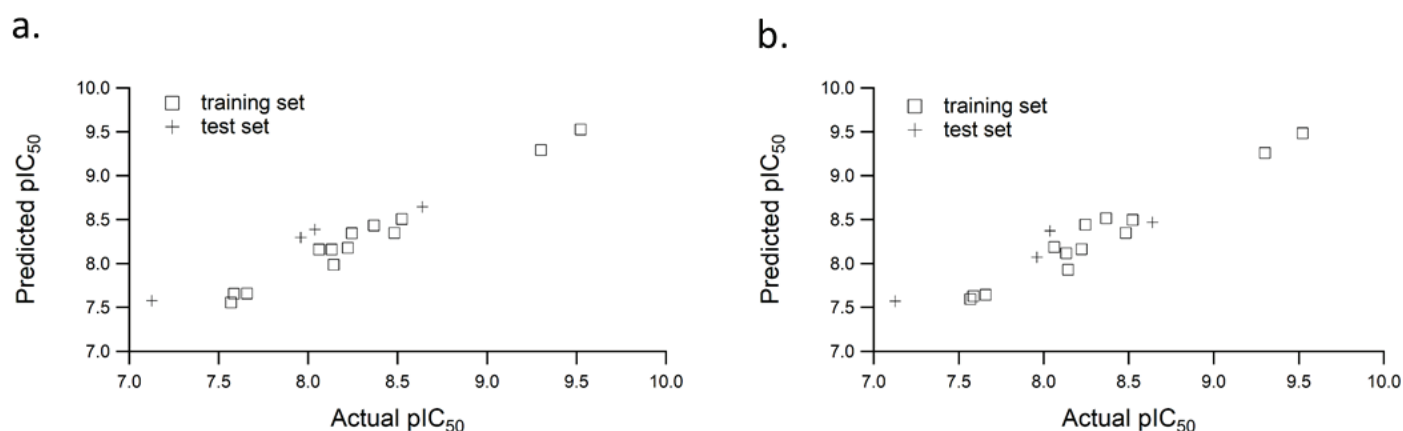 a.
10.0
9.5
9.0
8.5
8.0
7.5
7.0
Predicted pIC50
□ training set
+ test set
7.0 7.5 8.0 8.5 9.0 9.5 10.0
Actual pIC50
b.
10.0
9.5
9.0
8.5
8.0
7.5
7.0
Predicted pIC50
□ training set
+ test set
7.0 7.5 8.0 8.5 9.0 9.5 10.0
Actual pIC50